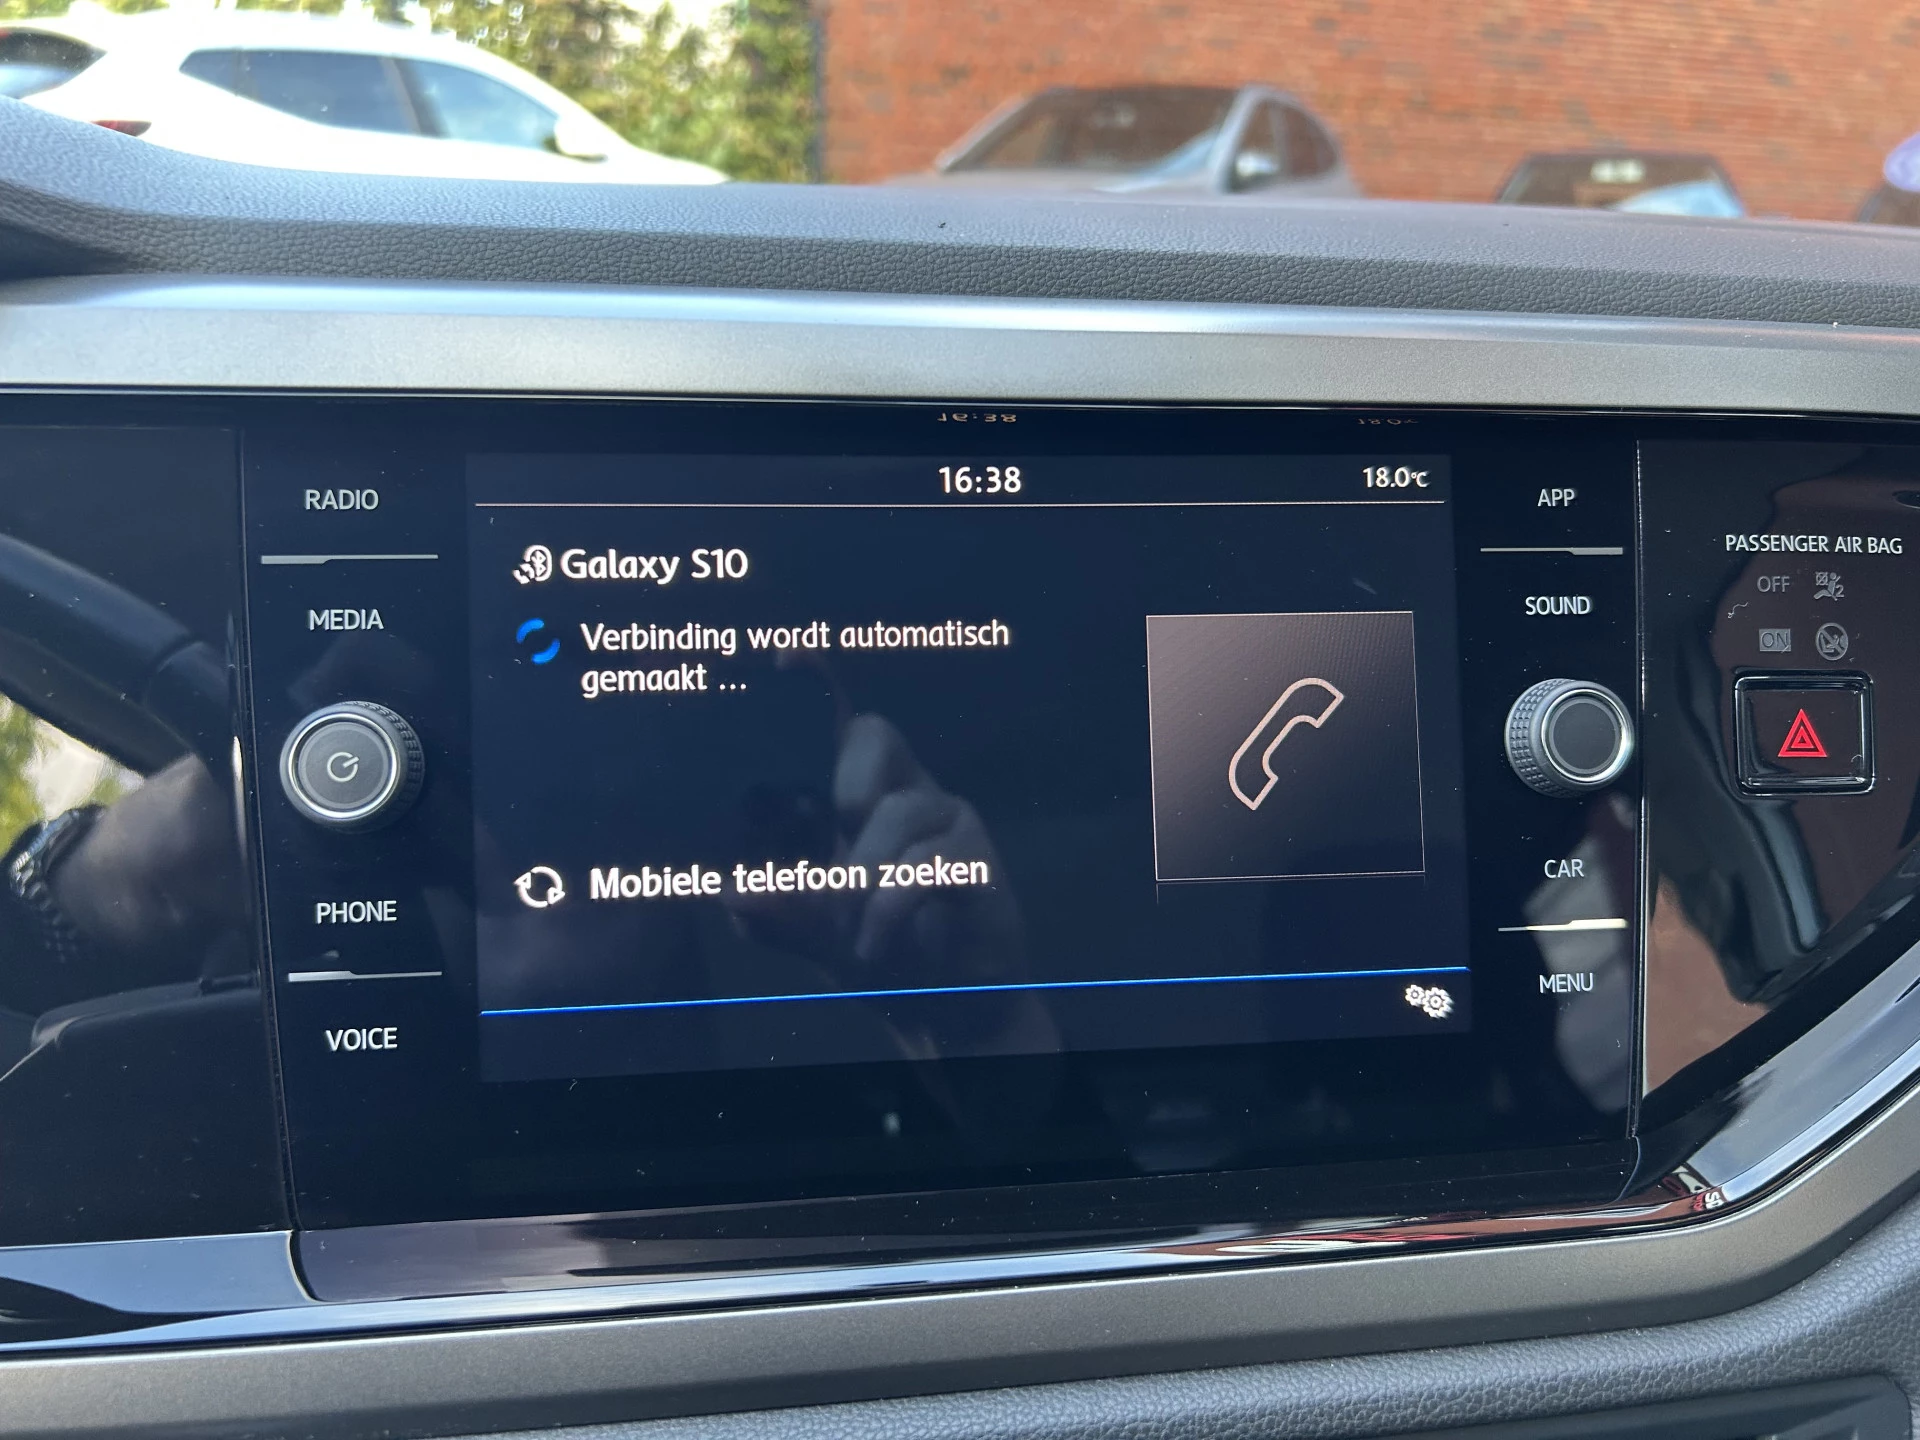 16:38
18.0°C
RADIO
MEDIA
PHONE
VOICE
Galaxy S10
Verbinding wordt automatisch
gemaakt ...
Mobiele telefoon zoeken
APP
SOUND
CAR
MENU
PASSENGER AIR BAG
OFF
2
ON